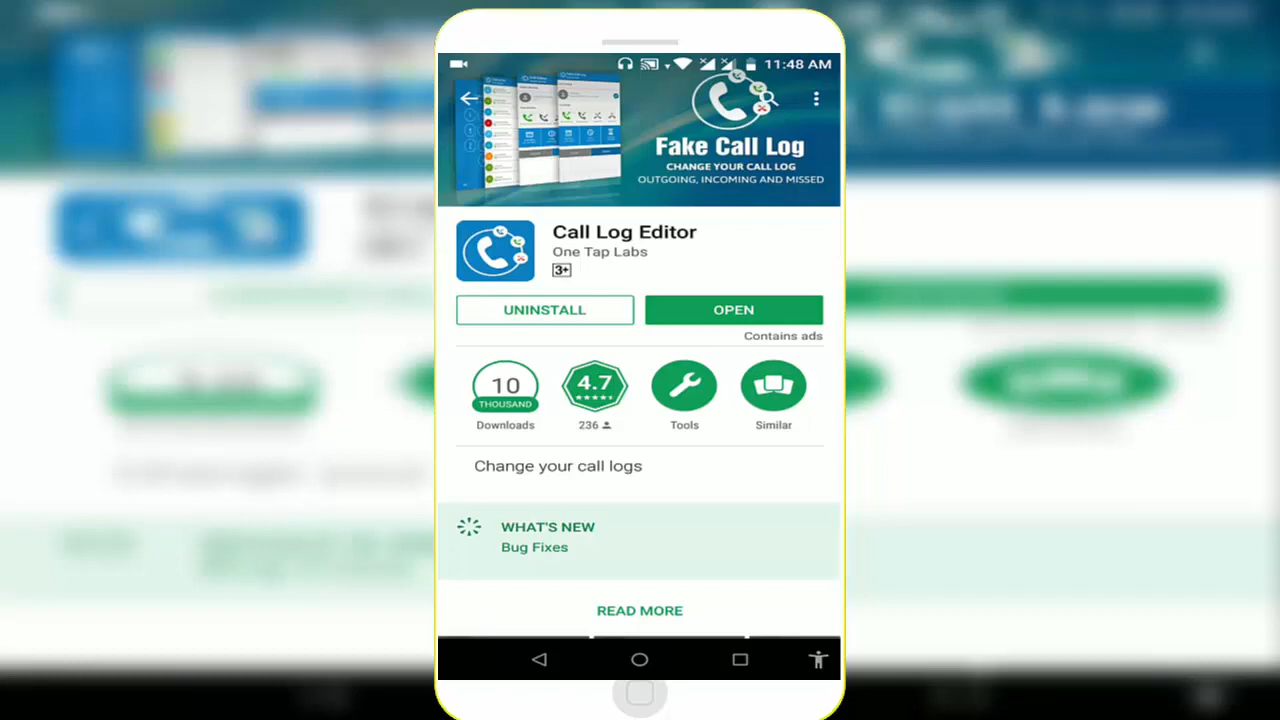 11:48 AM
Fake Call Log
CHANGE YOUR CALL LOG
OUTGOING, INCOMING AND MISSED
Call Log Editor
One Tap Labs
3+
UNINSTALL
OPEN
Contains ads
10
THOUSAND
Downloads
4.7
236
Tools
Similar
Change your call logs
WHAT'S NEW
Bug Fixes
READ MORE